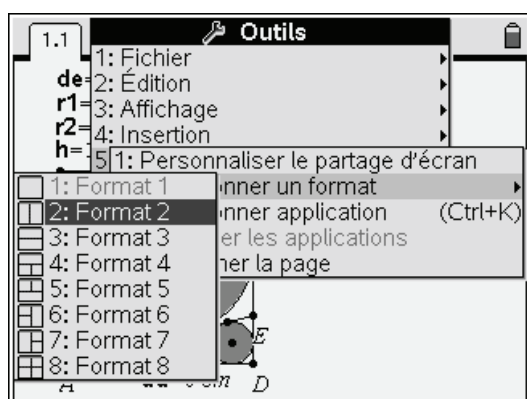 1.1
Outils
1: Fichier
2: Édition
3: Affichage
4: Insertion
de=
r1=
r2=
h=
5
1: Personnaliser le partage d'écran
nner un format
nner application (Ctrl+K)
er les applications
ner la page
1: Format 1
2: Format 2
3: Format 3
4: Format 4
5: Format 5
6: Format 6
7: Format 7
8: Format 8
E
A
D